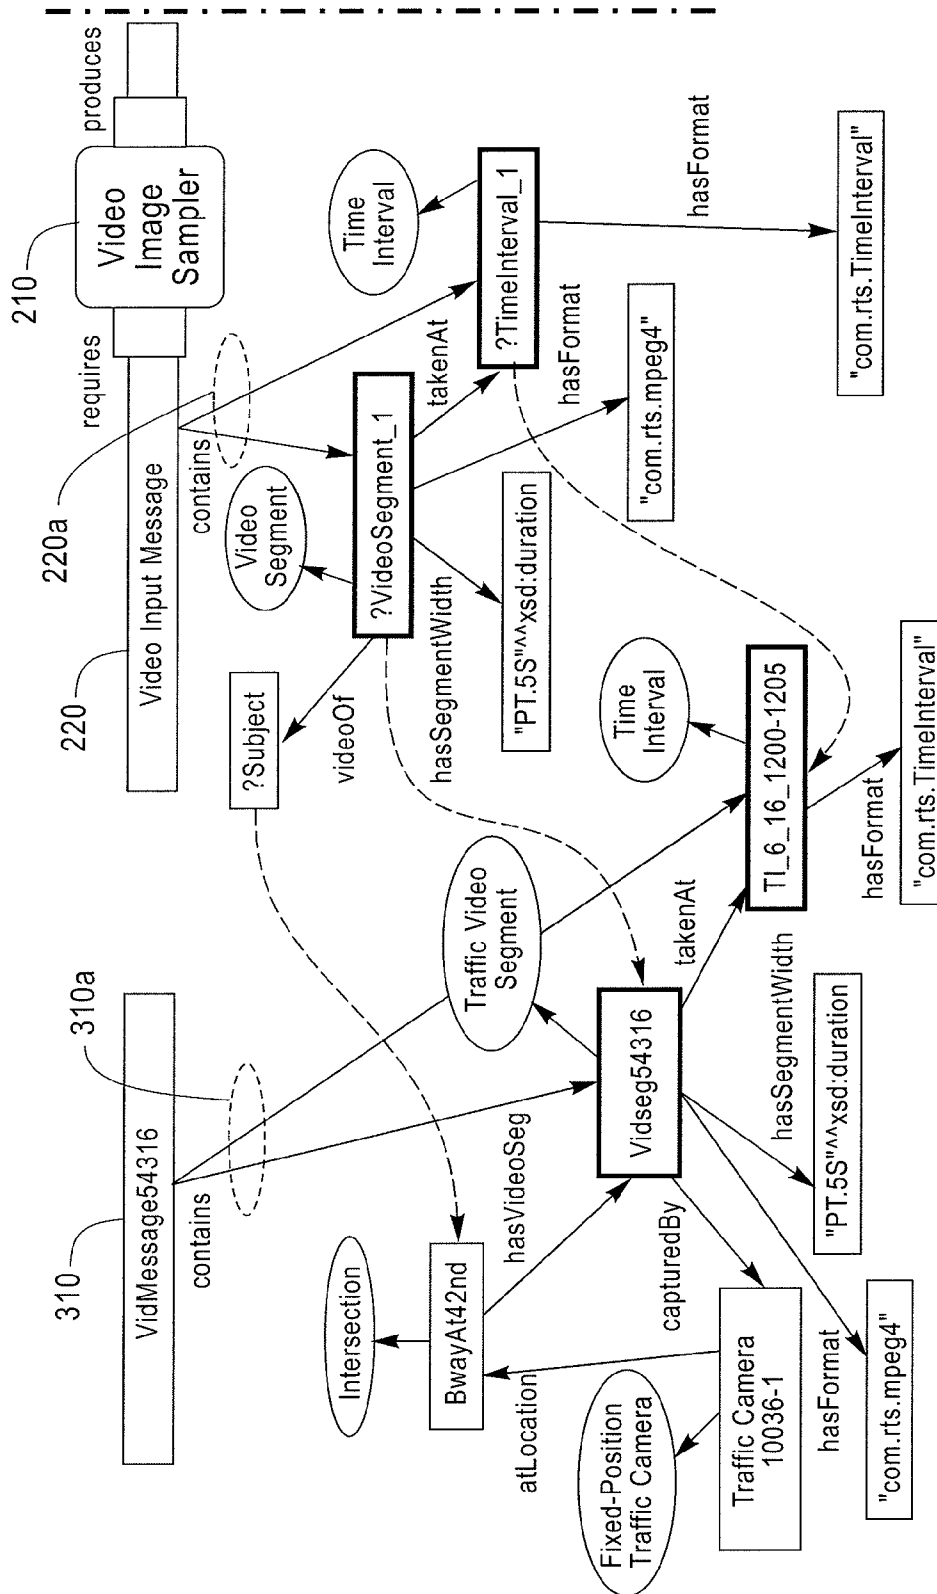 310
VidMessage54316
310a
contains
Intersection
BwayAt42nd
hasVideoSeg
atLocation
Fixed-Position
Traffic Camera
Traffic Camera
10036-1
capturedBy
Traffic Video
Segment
Vidseg54316
hasFormat
"com.rts.mpeg4"
hasSegmentWidth
"PT.5S"^^xsd:duration
takenAt
Time
Interval
TI_6_16_1200-1205
hasFormat
"com.rts.TimeInterval"
220
Video Input Message
220a
requires
210
Video
Image
Sampler
produces
contains
?Subject
videoOf
Video
Segment
?VideoSegment_1
hasSegmentWidth
"PT.5S"^^xsd:duration
takenAt
hasFormat
"com.rts.mpeg4"
Time
Interval
?TimeInterval_1
hasFormat
"com.rts.TimeInterval"